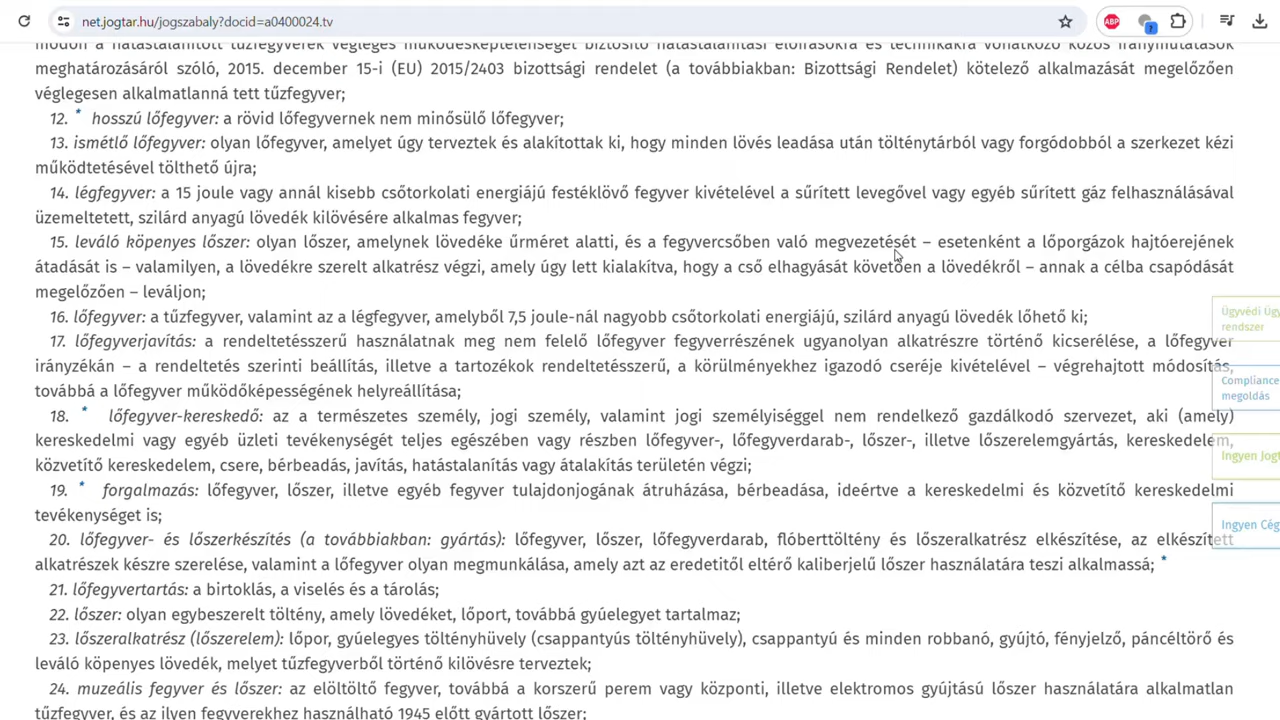 net.jogtar.hu/jogszabaly?docid=a0400024.tv
ABP
?
módon a hatástalanított tűzfegyverek végleges működésképtelenségét biztosító hatástalanítási előírásokra és technikákra vonatkozó közös iránymutatások
meghatározásáról szóló, 2015. december 15-i (EU) 2015/2403 bizottsági rendelet (a továbbiakban: Bizottsági Rendelet) kötelező alkalmazását megelőzően
véglegesen alkalmatlanná tett tűzfegyver;
12. * hosszú lőfegyver: a rövid lőfegyvernek nem minősülő lőfegyver;
13. ismétlő lőfegyver: olyan lőfegyver, amelyet úgy terveztek és alakítottak ki, hogy minden lövés leadása után tölténytárból vagy forgódobból a szerkezet kézi
működtetésével tölthető újra;
14. légfegyver: a 15 joule vagy annál kisebb csőtorkolati energiájú festéklövő fegyver kivételével a sűrített levegővel vagy egyéb sűrített gáz felhasználásával
üzemeltetett, szilárd anyagú lövedék kilövésére alkalmas fegyver;
15. leváló köpenyes lőszer: olyan lőszer, amelynek lövedéke űrméret alatti, és a fegyvercsőben való megvezetését – esetenként a lőporgázok hajtóerejének
átadását is – valamilyen, a lövedékre szerelt alkatrész végzi, amely úgy lett kialakítva, hogy a cső elhagyását követően a lövedékről – annak a célba csapódását
megelőzően – leváljon;
16. lőfegyver: a tűzfegyver, valamint az a légfegyver, amelyből 7,5 joule-nál nagyobb csőtorkolati energiájú, szilárd anyagú lövedék lőhető ki;
17. lőfegyverjavítás: a rendeltetésszerű használatnak meg nem felelő lőfegyver fegyverrészének ugyanolyan alkatrészre történő kicserélése, a lőfegyver
irányzékán – a rendeltetés szerinti beállítás, illetve a tartozékok rendeltetésszerű, a körülményekhez igazodó cseréje kivételével – végrehajtott módosítás,
továbbá a lőfegyver működőképességének helyreállítása;
18. * lőfegyver-kereskedő: az a természetes személy, jogi személy, valamint jogi személyiséggel nem rendelkező gazdálkodó szervezet, aki (amely)
kereskedelmi vagy egyéb üzleti tevékenységét teljes egészében vagy részben lőfegyver-, lőfegyverdarab-, lőszer-, illetve lőszerelemgyártás, kereskedelem,
közvetítő kereskedelem, csere, bérbeadás, javítás, hatástalanítás vagy átalakítás területén végzi;
19. * forgalmazás: lőfegyver, lőszer, illetve egyéb fegyver tulajdonjogának átruházása, bérbeadása, ideértve a kereskedelmi és közvetítő kereskedelmi
tevékenységet is;
20. lőfegyver- és lőszerkészítés (a továbbiakban: gyártás): lőfegyver, lőszer, lőfegyverdarab, flóberttöltény és lőszeralkatrész elkészítése, az elkészített
alkatrészek készre szerelése, valamint a lőfegyver olyan megmunkálása, amely azt az eredetitől eltérő kaliberjelű lőszer használatára teszi alkalmassá; *
21. lőfegyvertartás: a birtoklás, a viselés és a tárolás;
22. lőszer: olyan egybeszerelt töltény, amely lövedéket, lőport, továbbá gyúelegyet tartalmaz;
23. lőszeralkatrész (lőszerelem): lőpor, gyúelegyes töltényhüvely (csappantyús töltényhüvely), csappantyú és minden robbanó, gyújtó, fényjelző, páncéltörő és
leváló köpenyes lövedék, melyet tűzfegyverből történő kilövésre terveztek;
24. muzeális fegyver és lőszer: az elöltöltő fegyver, továbbá a korszerű perem vagy központi, illetve elektromos gyújtású lőszer használatára alkalmatlan
tűzfegyver, és az ilyen fegyverekhez használható 1945 előtt gyártott lőszer;
Ügyvédi Ügy
rendszer
Compliance
megoldás
Ingyen Jogt
Ingyen Cég